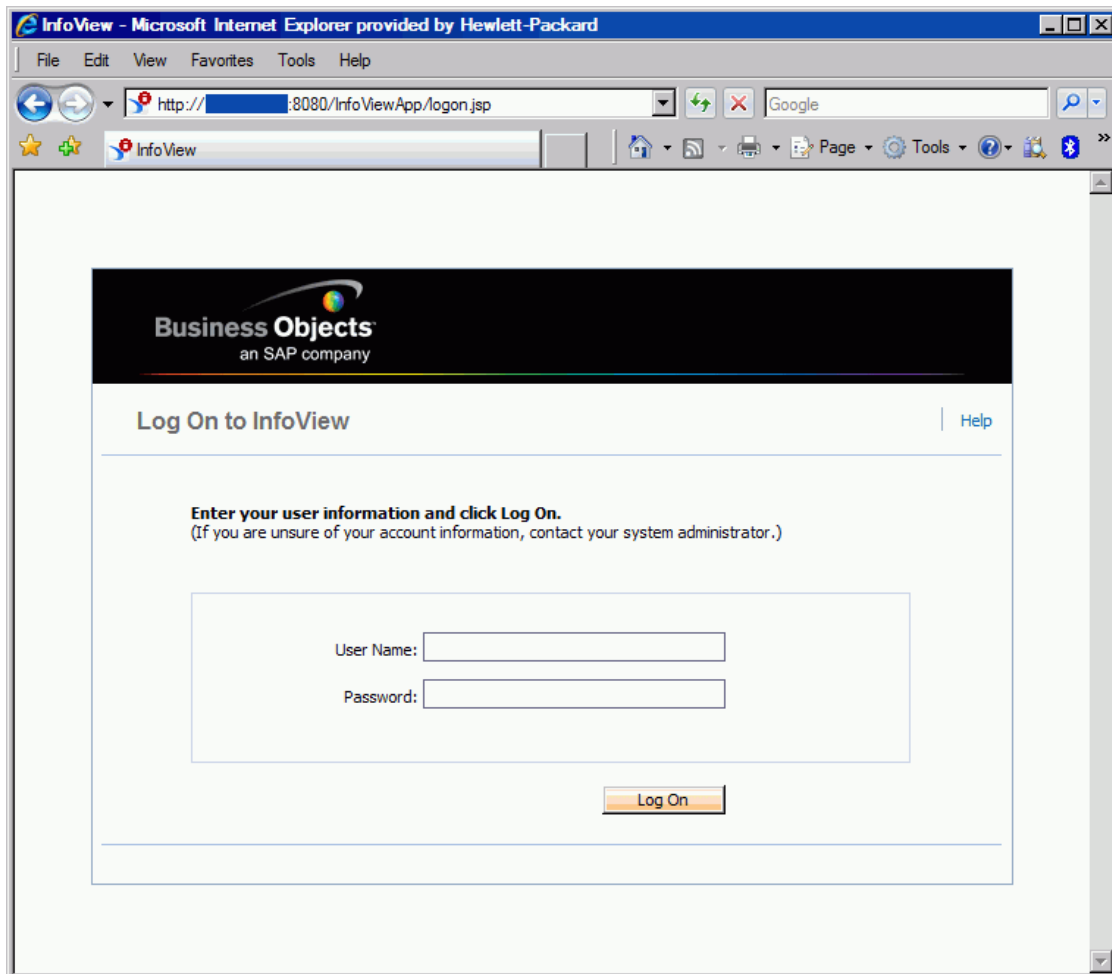 InfoView - Microsoft Internet Explorer provided by Hewlett-Packard
File Edit View Favorites Tools Help
http:// :8080/InfoViewApp/logon.jsp Google
InfoView Page Tools »
Business Objects
an SAP company
Log On to InfoView Help
Enter your user information and click Log On.
(If you are unsure of your account information, contact your system administrator.)
User Name:
Password:
Log On